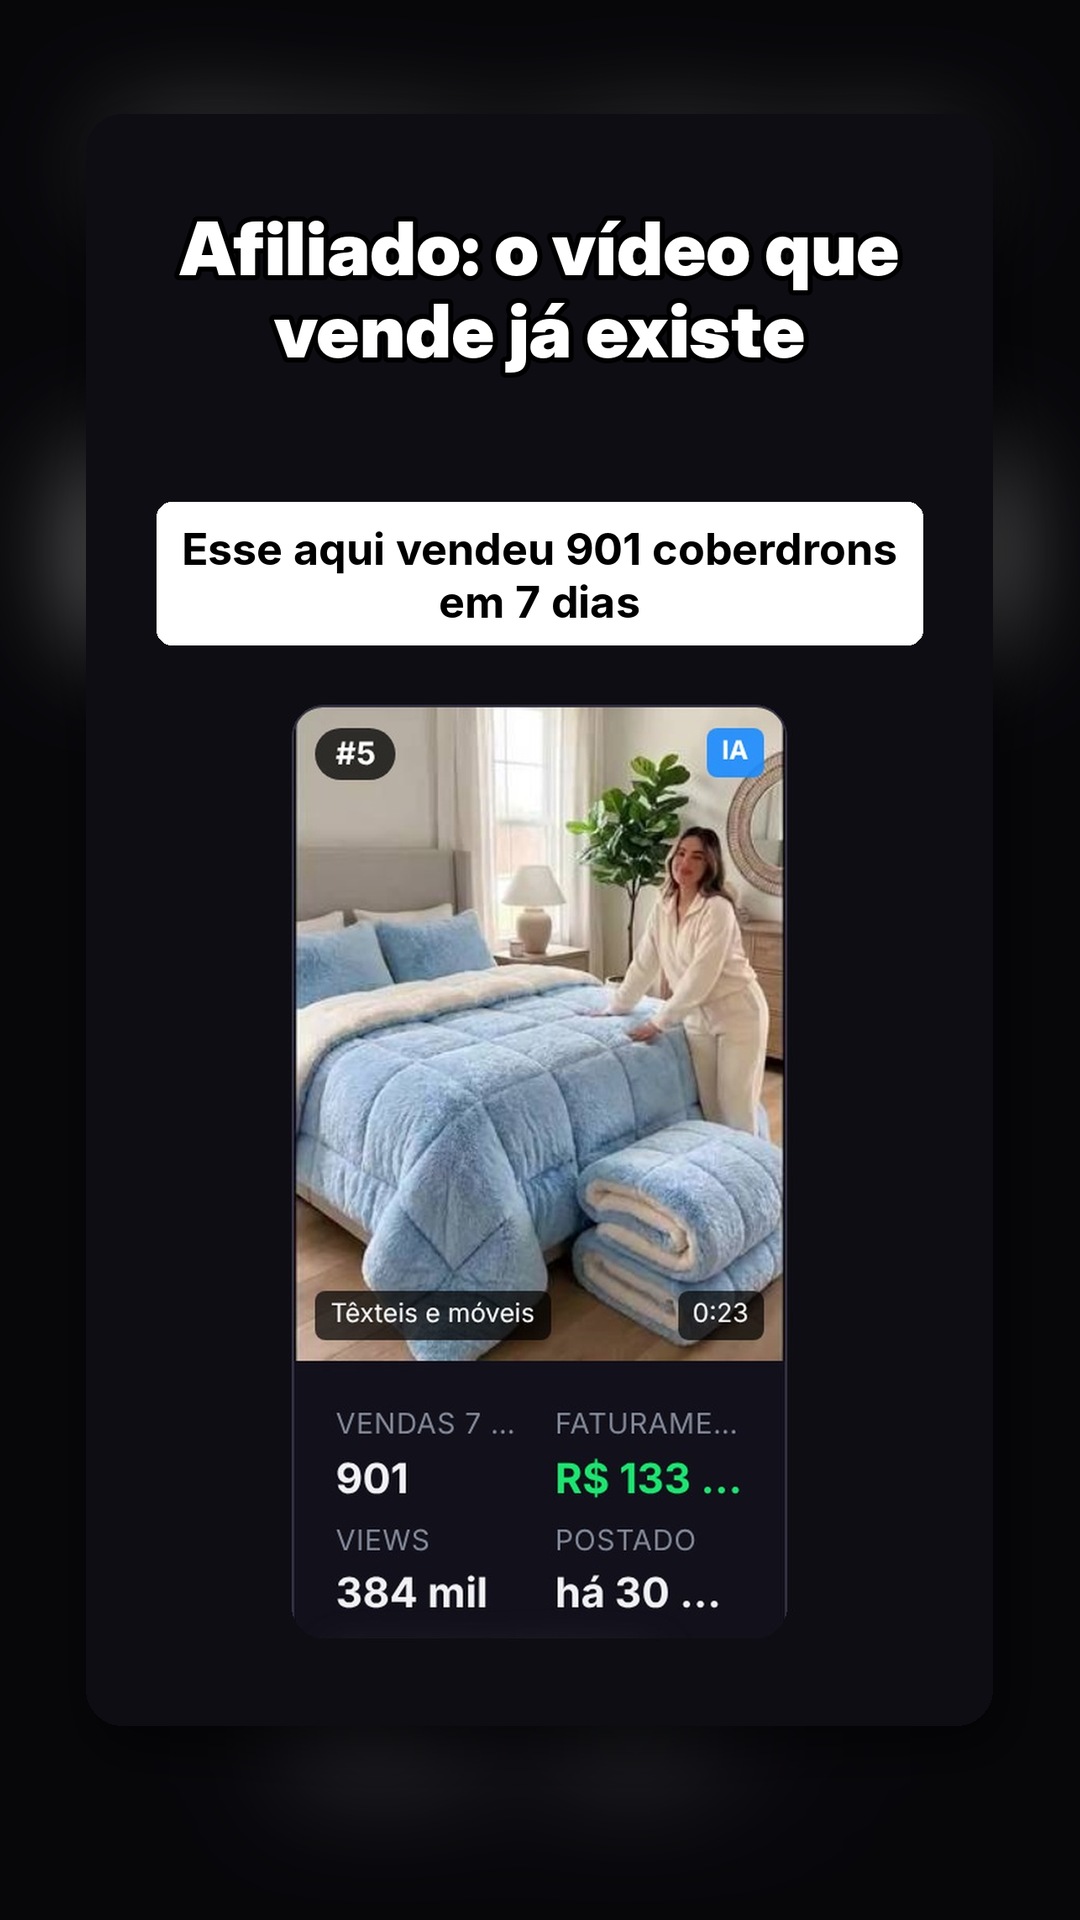 Afiliado: o vídeo que
vende já existe
Esse aqui vendeu 901 coberdrons
em 7 dias
#5
IA
Têxteis e móveis
0:23
VENDAS 7 ...
FATURAME...
901
R$ 133 ...
VIEWS
POSTADO
384 mil
há 30 ...